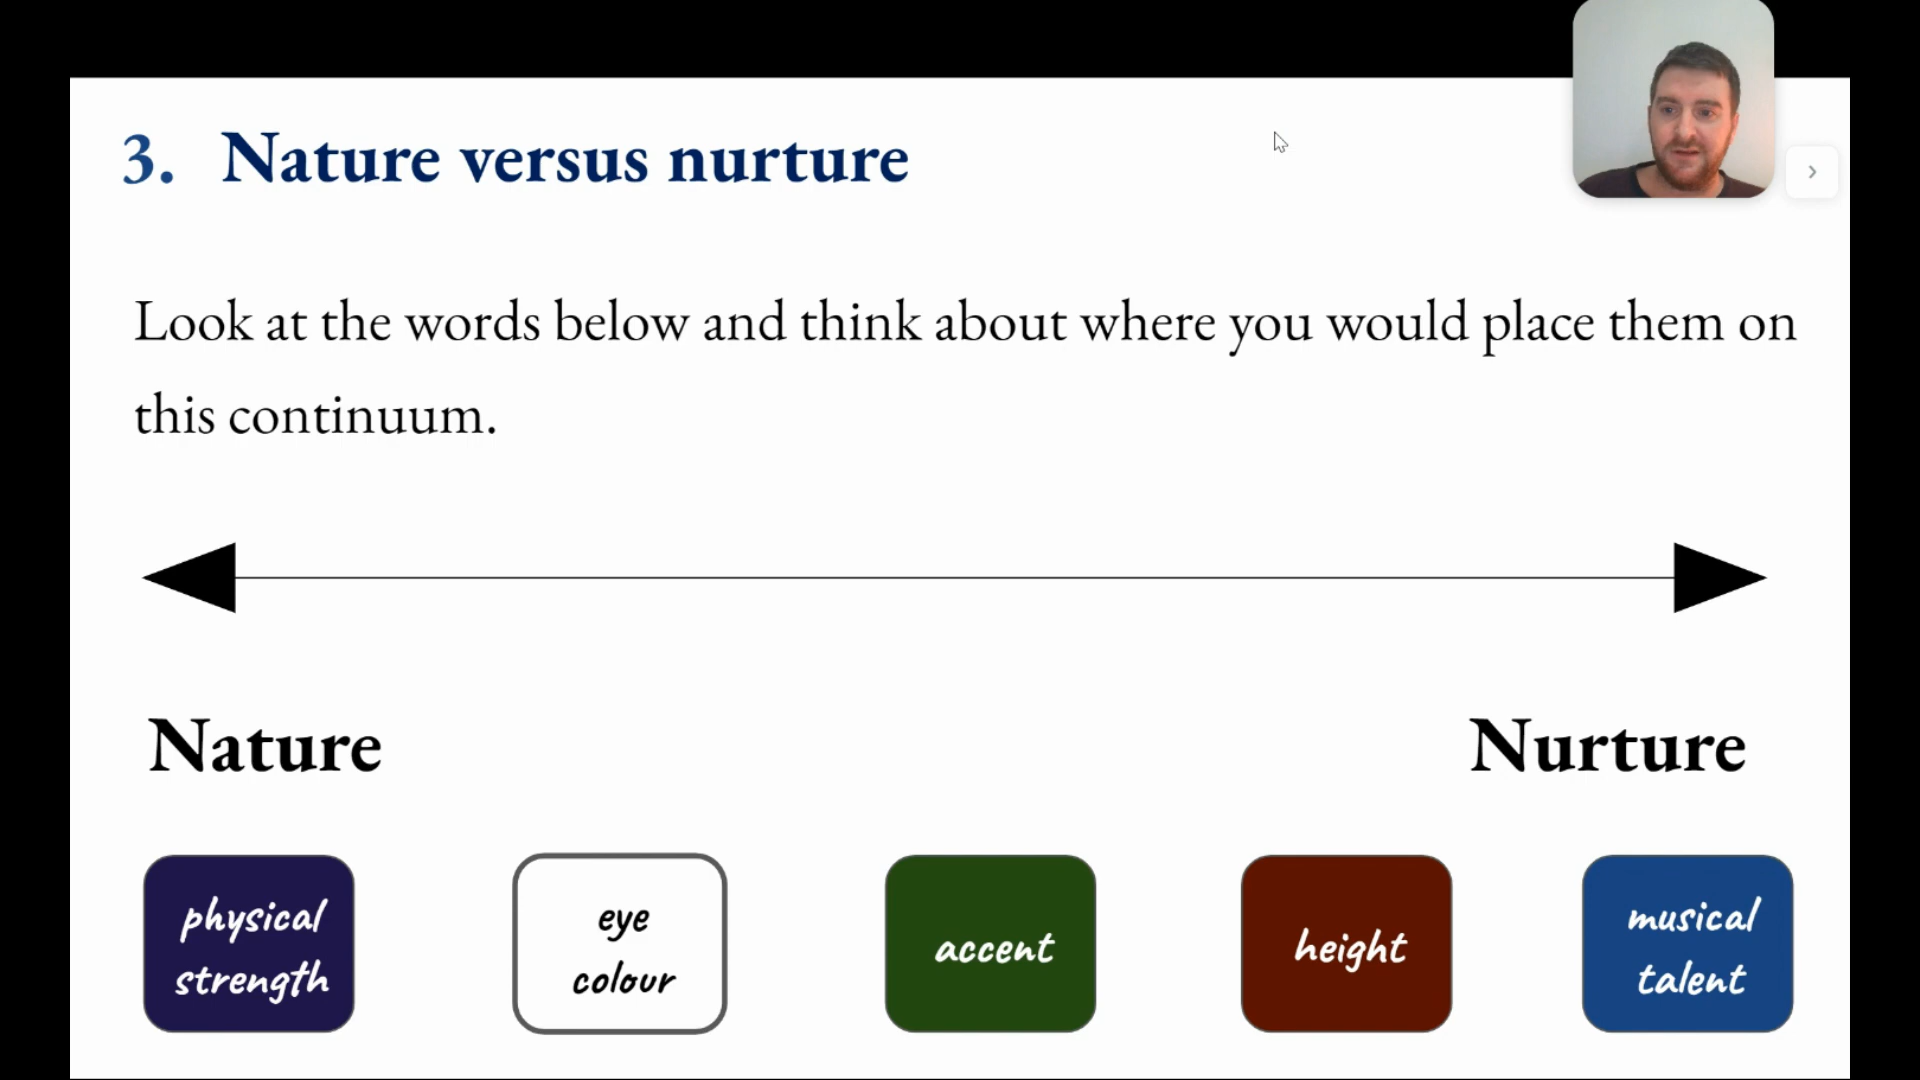 3. Nature versus nurture
Look at the words below and think about where you would place them on
this continuum.
Nature
Nurture
physical
strength
eye
colour
accent
height
musical
talent